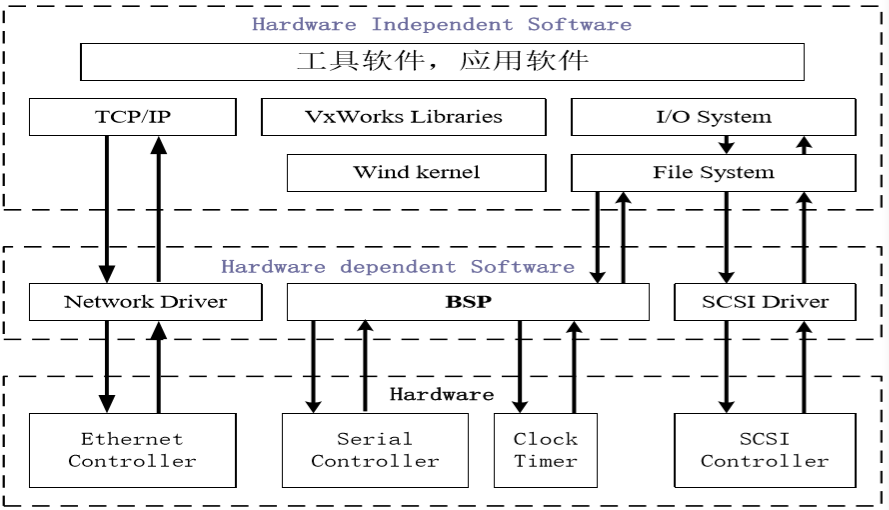 Hardware Independent Software
工具软件，应用软件
TCP/IP
VxWorks Libraries
I/O System
Wind kernel
File System
Hardware dependent Software
Network Driver
BSP
SCSI Driver
Hardware
Ethernet
Controller
Serial
Controller
Clock
Timer
SCSI
Controller